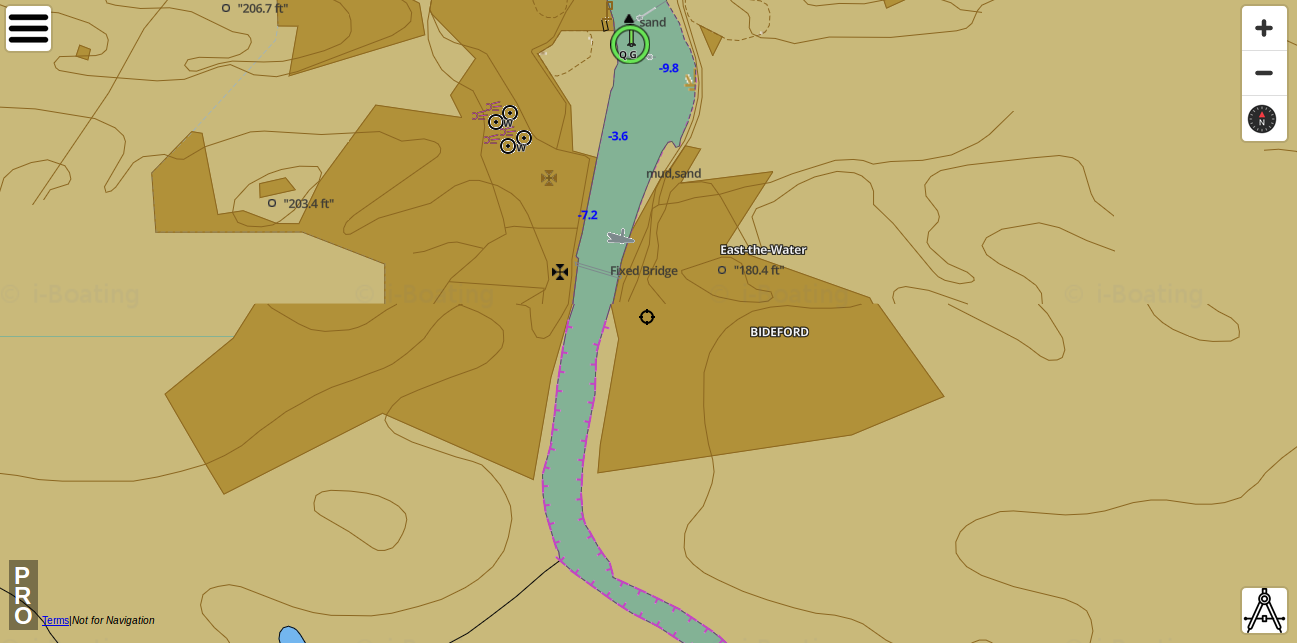 "206.7 ft"
sand
Q G
-9.8
W
-3.6
W
mud,sand
"203.4 ft"
-7.2
East-the-Water
Fixed Bridge
"180.4 ft"
© i-Boating
© i-Boating
© i-Boating
© i-Boating
BIDEFORD
N
PRO
Terms|Not for Navigation